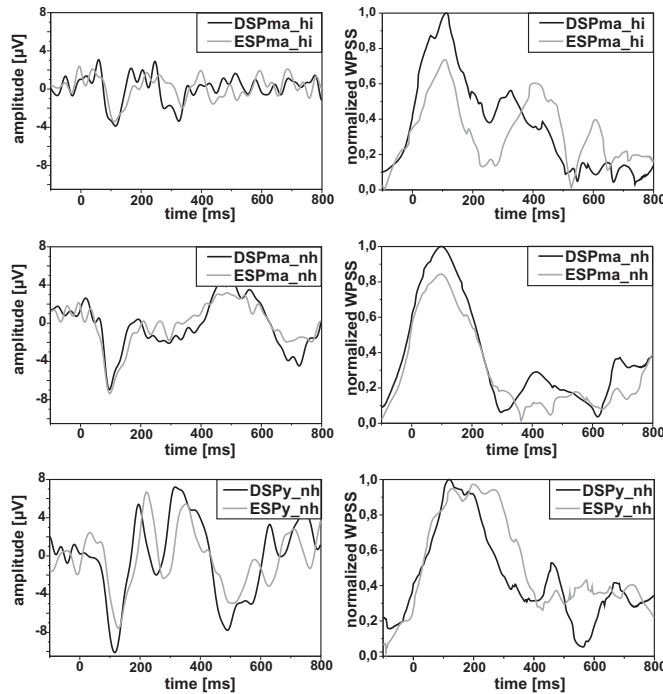 8
4
0
-4
-8
amplitude [µV]
DSPma_hi
ESPma_hi
0 200 400 600 800
time [ms]
1,0
0,8
0,6
0,4
0,2
0,0
normalized WPSS
DSPma_hi
ESPma_hi
0 200 400 600 800
time [ms]
8
4
0
-4
-8
amplitude [µV]
DSPma_nh
ESPma_nh
0 200 400 600 800
time [ms]
1,0
0,8
0,6
0,4
0,2
0,0
normalized WPSS
DSPma_nh
ESPma_nh
0 200 400 600 800
time [ms]
8
4
0
-4
-8
amplitude [µV]
DSPy_nh
ESPy_nh
0 200 400 600 800
time [ms]
1,0
0,8
0,6
0,4
0,2
0,0
normalized WPSS
DSPy_nh
ESPy_nh
0 200 400 600 800
time [ms]